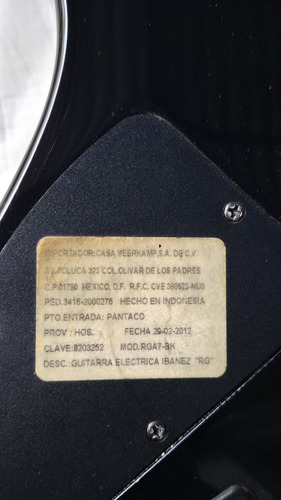 IMPORTADOR:CASA VEERKAMP,S.A. DE C.V.
AV.TOLUCA 323 COL.OLIVAR DE LOS PADRES
C.P.01780 MEXICO, D.F. R.F.C. CVE
PED. 3416-2000276 HECHO EN INDONESIA
PTO.ENTRADA: PANTACO
PROV : HOS. FECHA 29-02-2012
CLAVE:8203252 MOD.RGA7-BK
DESC.:GUITARRA ELECTRICA IBANEZ "RG"